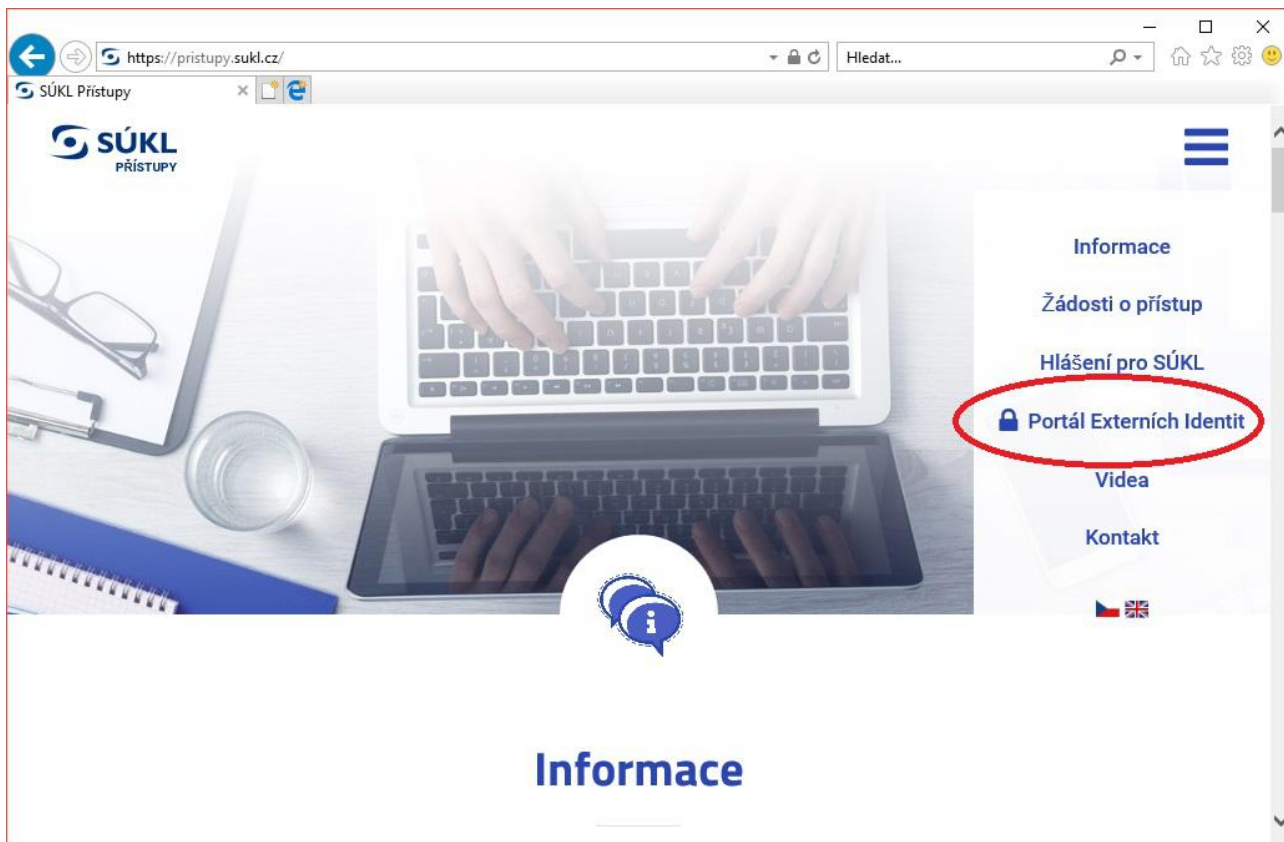 https://pristupy.sukl.cz/
Hledat...
SÚKL Přístupy
SÚKL
PŘÍSTUPY
Informace
Žádosti o přístup
Hlášení pro SÚKL
Portál Externích Identit
Videa
Kontakt
i
Informace